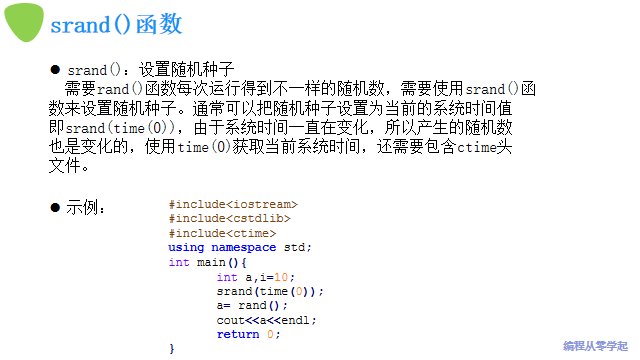 srand()函数
● srand(): 设置随机种子
需要rand()函数每次运行得到不一样的随机数，需要使用srand()函
数来设置随机种子。通常可以把随机种子设置为当前的系统时间值
即srand(time(0))，由于系统时间一直在变化，所以产生的随机数
也是变化的，使用time(0)获取当前系统时间，还需要包含ctime头
文件。
● 示例：
#include<iostream>
#include<cstdlib>
#include<ctime>
using namespace std;
int main(){
int a,i=10;
srand(time(0));
a= rand();
cout<<a<<endl;
return 0;
}
编程从零学起